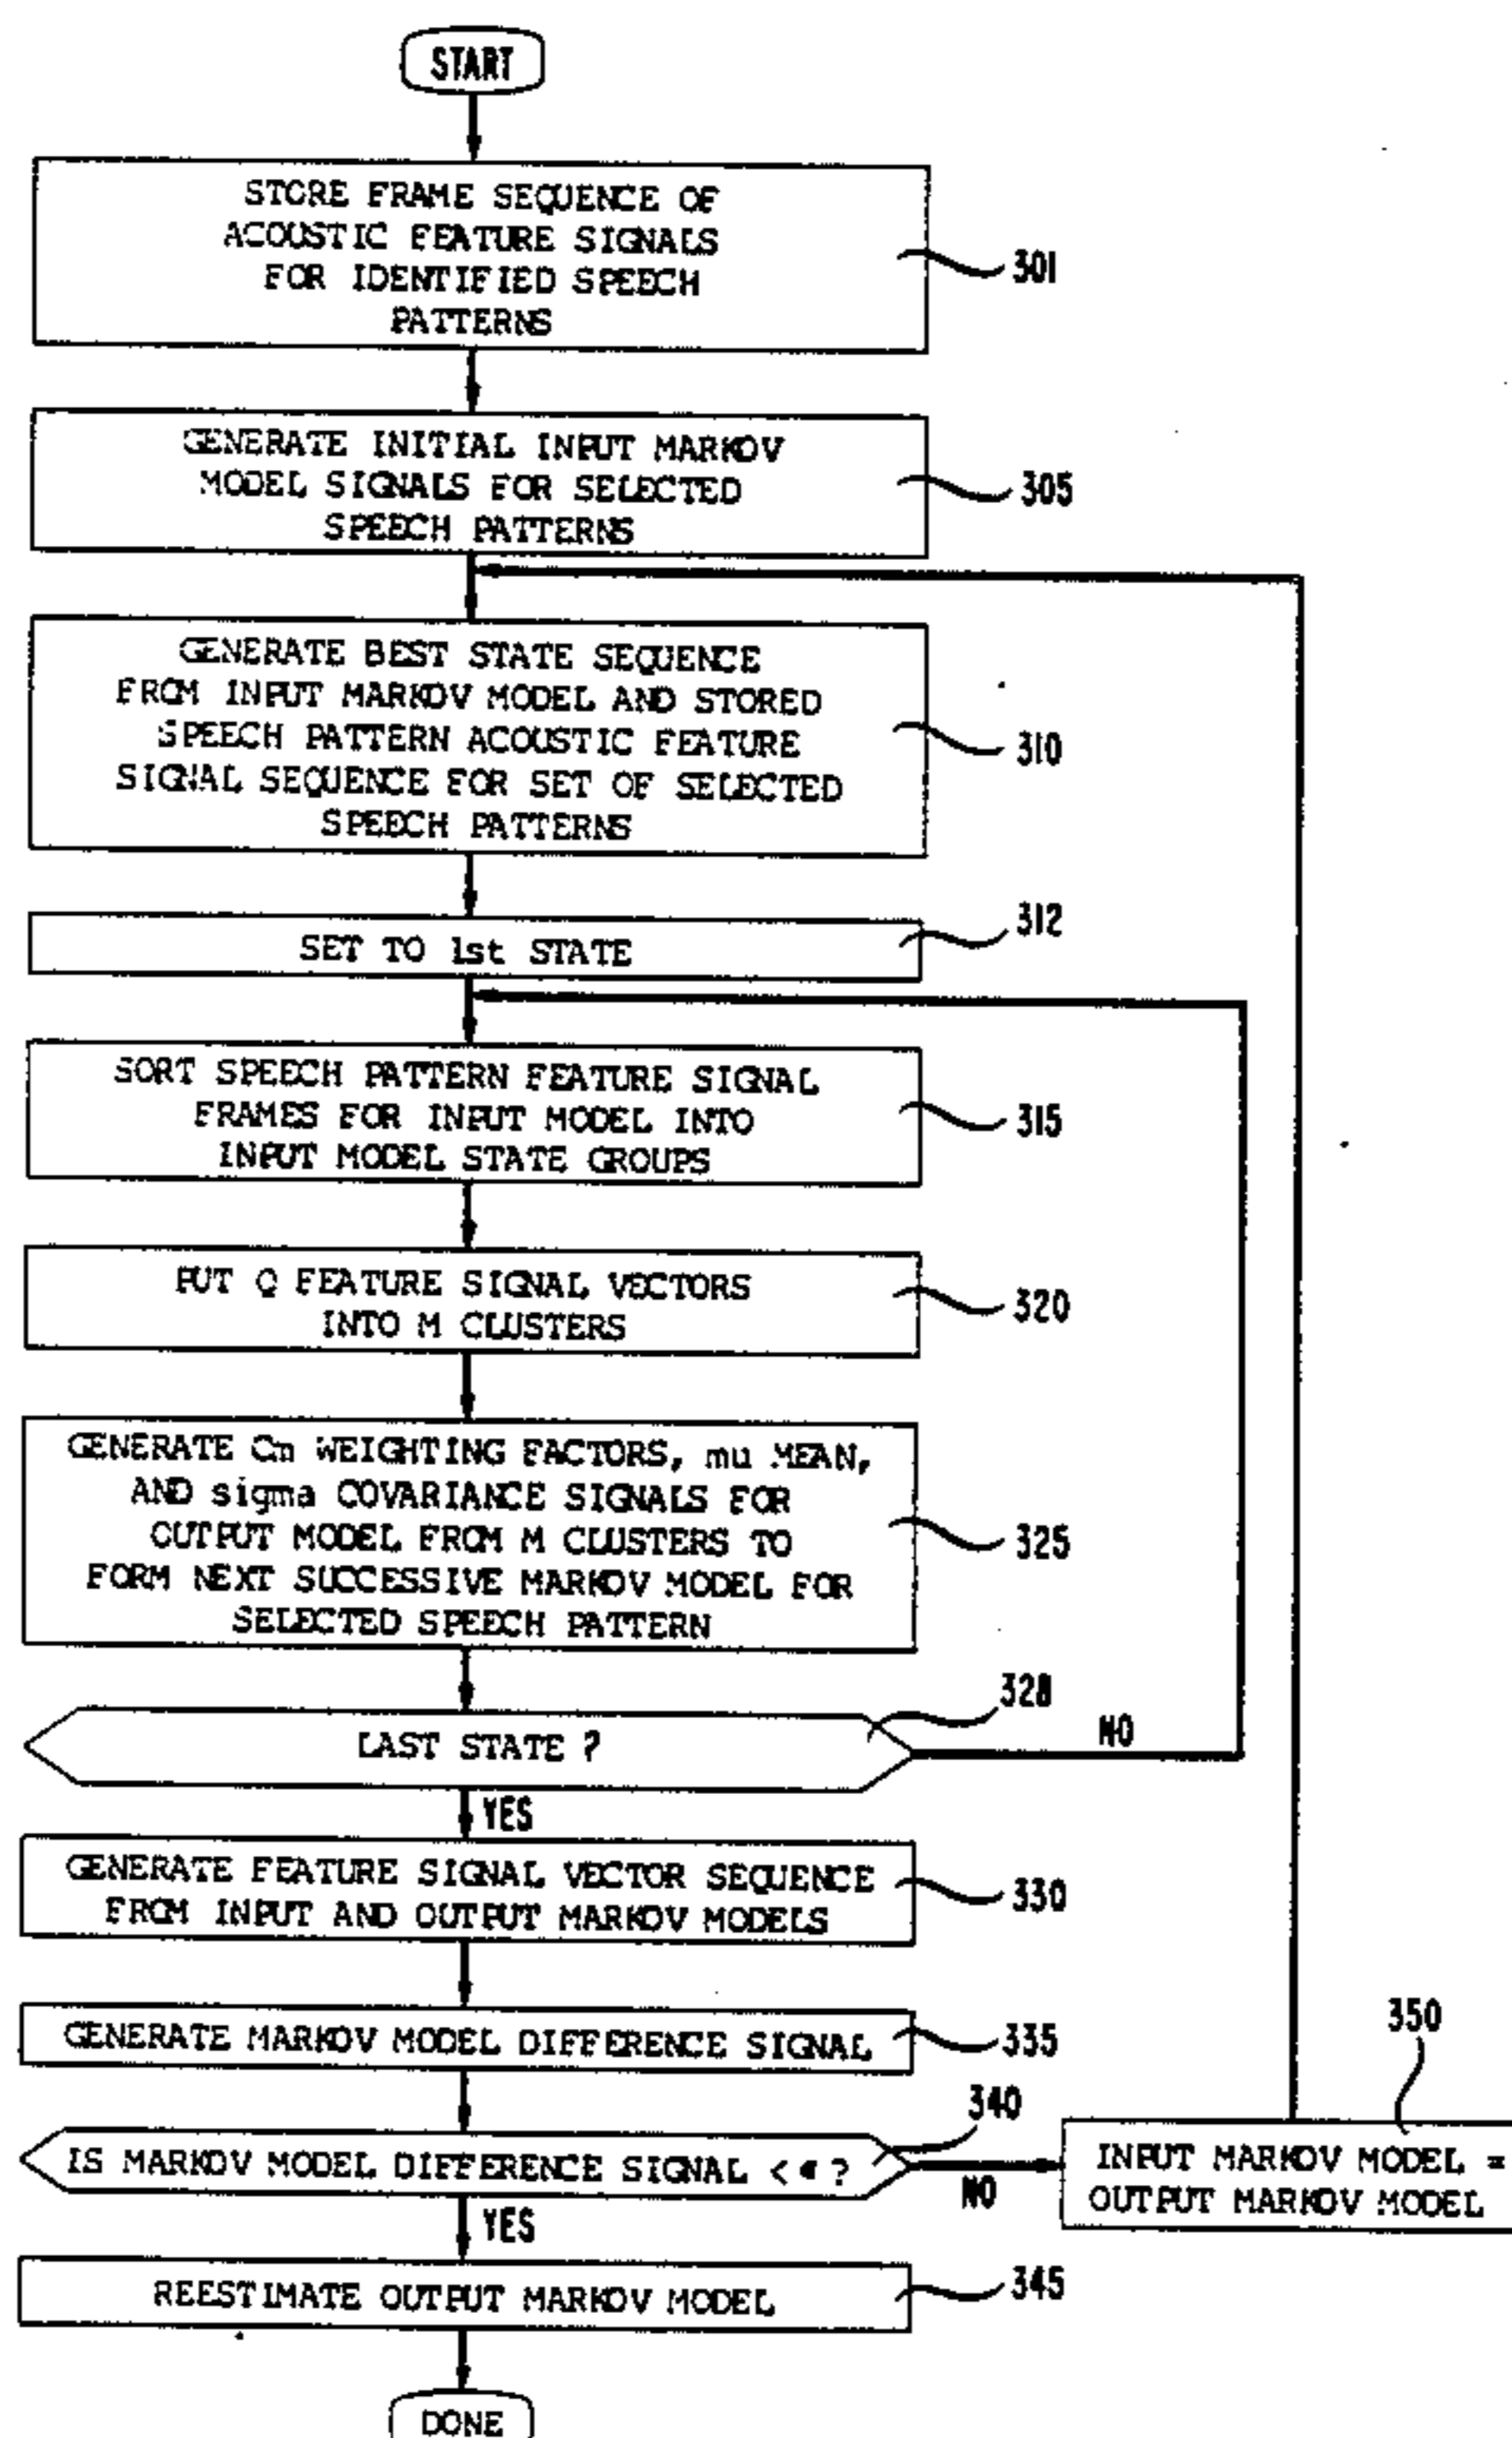 START
STORE FRAME SEQUENCE OF
ACOUSTIC FEATURE SIGNALS
FOR IDENTIFIED SPEECH
PATTERNS
301
GENERATE INITIAL INPUT MARKOV
MODEL SIGNALS FOR SELECTED
SPEECH PATTERNS
305
GENERATE BEST STATE SEQUENCE
FROM INPUT MARKOV MODEL AND STORED
SPEECH PATTERN ACOUSTIC FEATURE
SIGNAL SEQUENCE FOR SET OF SELECTED
SPEECH PATTERNS
310
SET TO 1st STATE
312
SORT SPEECH PATTERN FEATURE SIGNAL
FRAMES FOR INPUT MODEL INTO
INPUT MODEL STATE GROUPS
315
PUT Q FEATURE SIGNAL VECTORS
INTO M CLUSTERS
320
GENERATE Cm WEIGHTING FACTORS, mu MEAN,
AND sigma COVARIANCE SIGNALS FOR
OUTPUT MODEL FROM M CLUSTERS TO
FORM NEXT SUCCESSIVE MARKOV MODEL FOR
SELECTED SPEECH PATTERN
325
LAST STATE ?
328
NO
YES
GENERATE FEATURE SIGNAL VECTOR SEQUENCE
FROM INPUT AND OUTPUT MARKOV MODELS
330
GENERATE MARKOV MODEL DIFFERENCE SIGNAL
335
IS MARKOV MODEL DIFFERENCE SIGNAL < ?
340
NO
350
INPUT MARKOV MODEL =
OUTPUT MARKOV MODEL
YES
REESTIMATE OUTPUT MARKOV MODEL
345
DONE